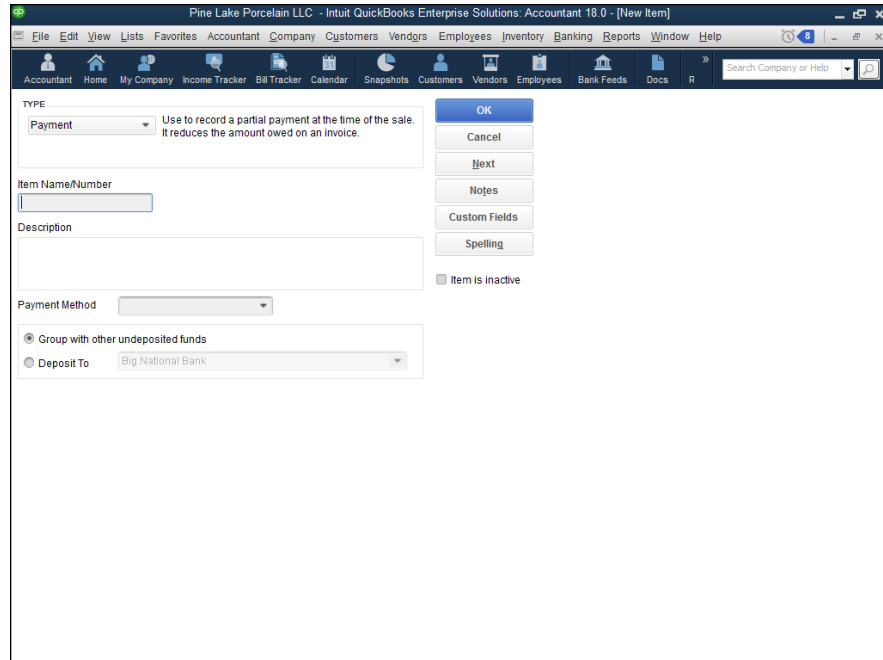 qb
Pine Lake Porcelain LLC - Intuit QuickBooks Enterprise Solutions: Accountant 18.0 - [New Item]
File Edit View Lists Favorites Accountant Company Customers Vendors Employees Inventory Banking Reports Window Help 8
31
Accountant Home My Company Income Tracker Bill Tracker Calendar Snapshots Customers Vendors Employees Bank Feeds Docs R » Search Company or Help
TYPE
Payment
Use to record a partial payment at the time of the sale.
It reduces the amount owed on an invoice.
OK
Cancel
Next
Notes
Custom Fields
Spelling
Item is inactive
Item Name/Number
Description
Payment Method
Group with other undeposited funds
Deposit To Big National Bank